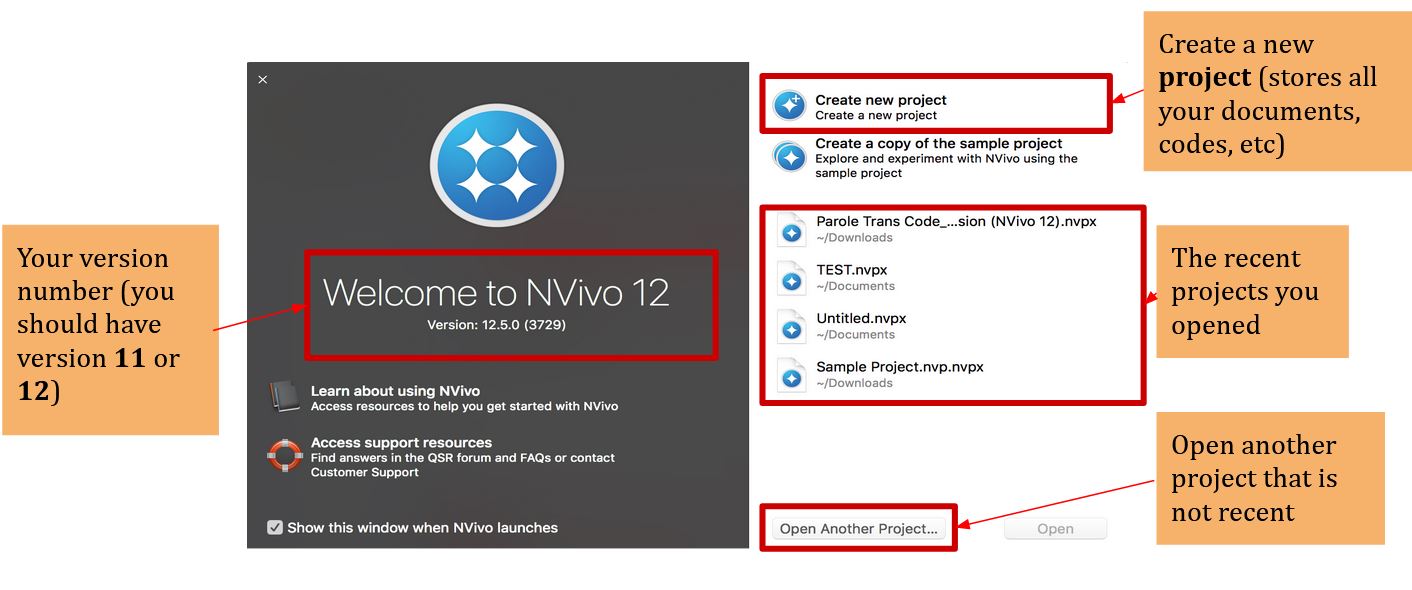 Create a new
project (stores all
your documents,
codes, etc)
Your version
number (you
should have
version 11 or
12)
Welcome to NVivo 12
Version: 12.5.0 (3729)
Learn about using NVivo
Access resources to help you get started with NVivo
Access support resources
Find answers in the QSR forum and FAQs or contact
Customer Support
Show this window when NVivo launches
Create new project
Create a new project
Create a copy of the sample project
Explore and experiment with NVivo using the
sample project
Parole Trans Code_...sion (NVivo 12).nvpx
~/Downloads
TEST.nvpx
~/Documents
Untitled.nvpx
~/Documents
Sample Project.nvp.nvpx
~/Downloads
Open Another Project...
Open
The recent
projects you
opened
Open another
project that is
not recent